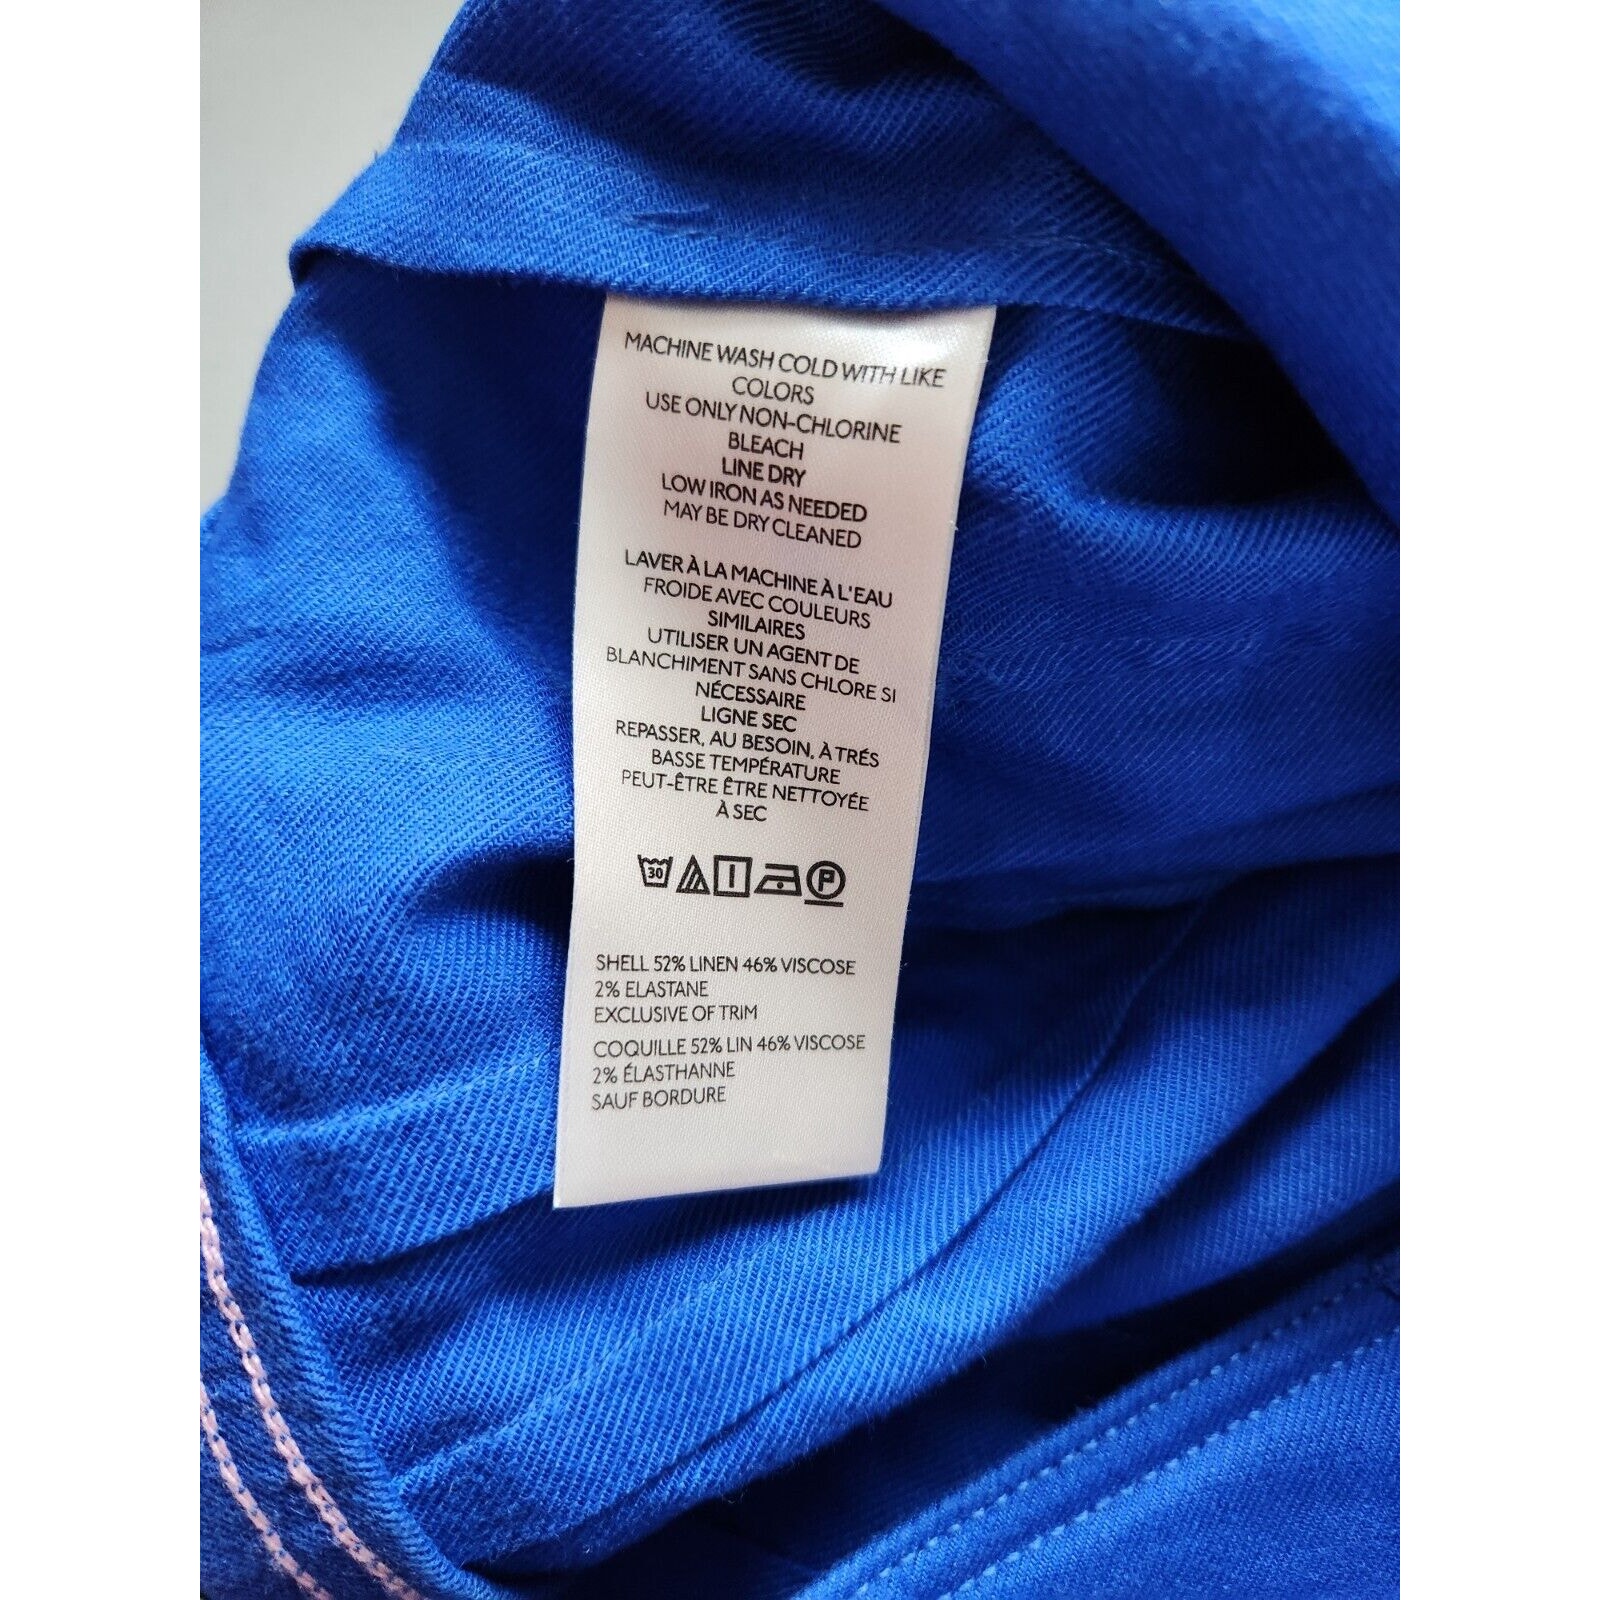 MACHINE WASH COLD WITH LIKE
COLORS
USE ONLY NON-CHLORINE
BLEACH
LINE DRY
LOW IRON AS NEEDED
MAY BE DRY CLEANED
LAVER À LA MACHINE À L'EAU
FROIDE AVEC COULEURS
SIMILAIRES
UTILISER UN AGENT DE
BLANCHIMENT SANS CHLORE SI
NÉCESSAIRE
LIGNE SEC
REPASSER, AU BESOIN, À TRÉS
BASSE TEMPÉRATURE
PEUT-ÊTRE ÊTRE NETTOYÉE
À SEC
30 P
SHELL 52% LINEN 46% VISCOSE
2% ELASTANE
EXCLUSIVE OF TRIM
COQUILLE 52% LIN 46% VISCOSE
2% ÉLASTHANNE
SAUF BORDURE